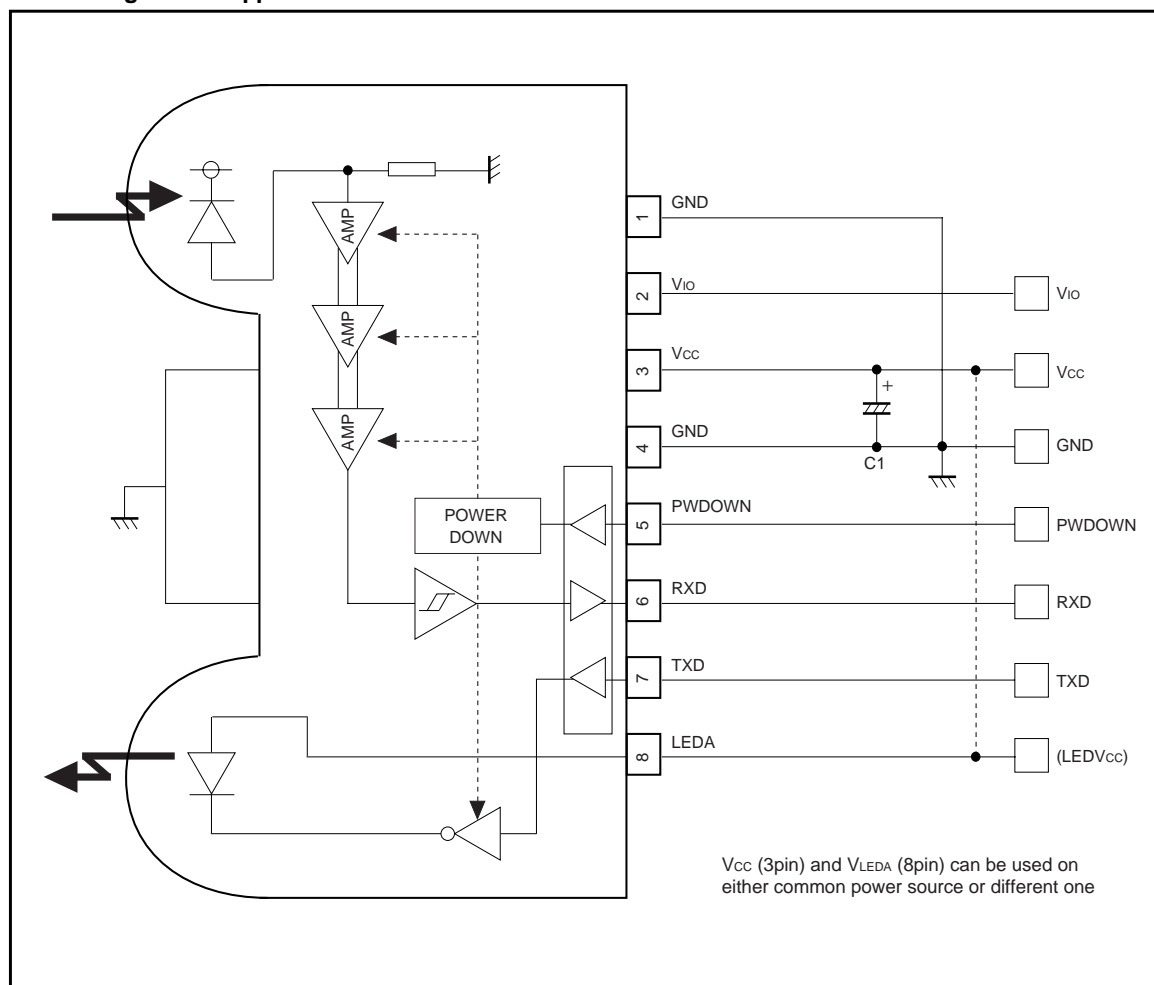 AMP
AMP
AMP
POWER
DOWN
1 GND
2 VIO VIO
3 VCC VCC
+
C1
4 GND GND
5 PWDOWN PWDOWN
6 RXD RXD
7 TXD TXD
8 LEDA (LEDVCC)
VCC (3pin) and VLEDA (8pin) can be used on
either common power source or different one